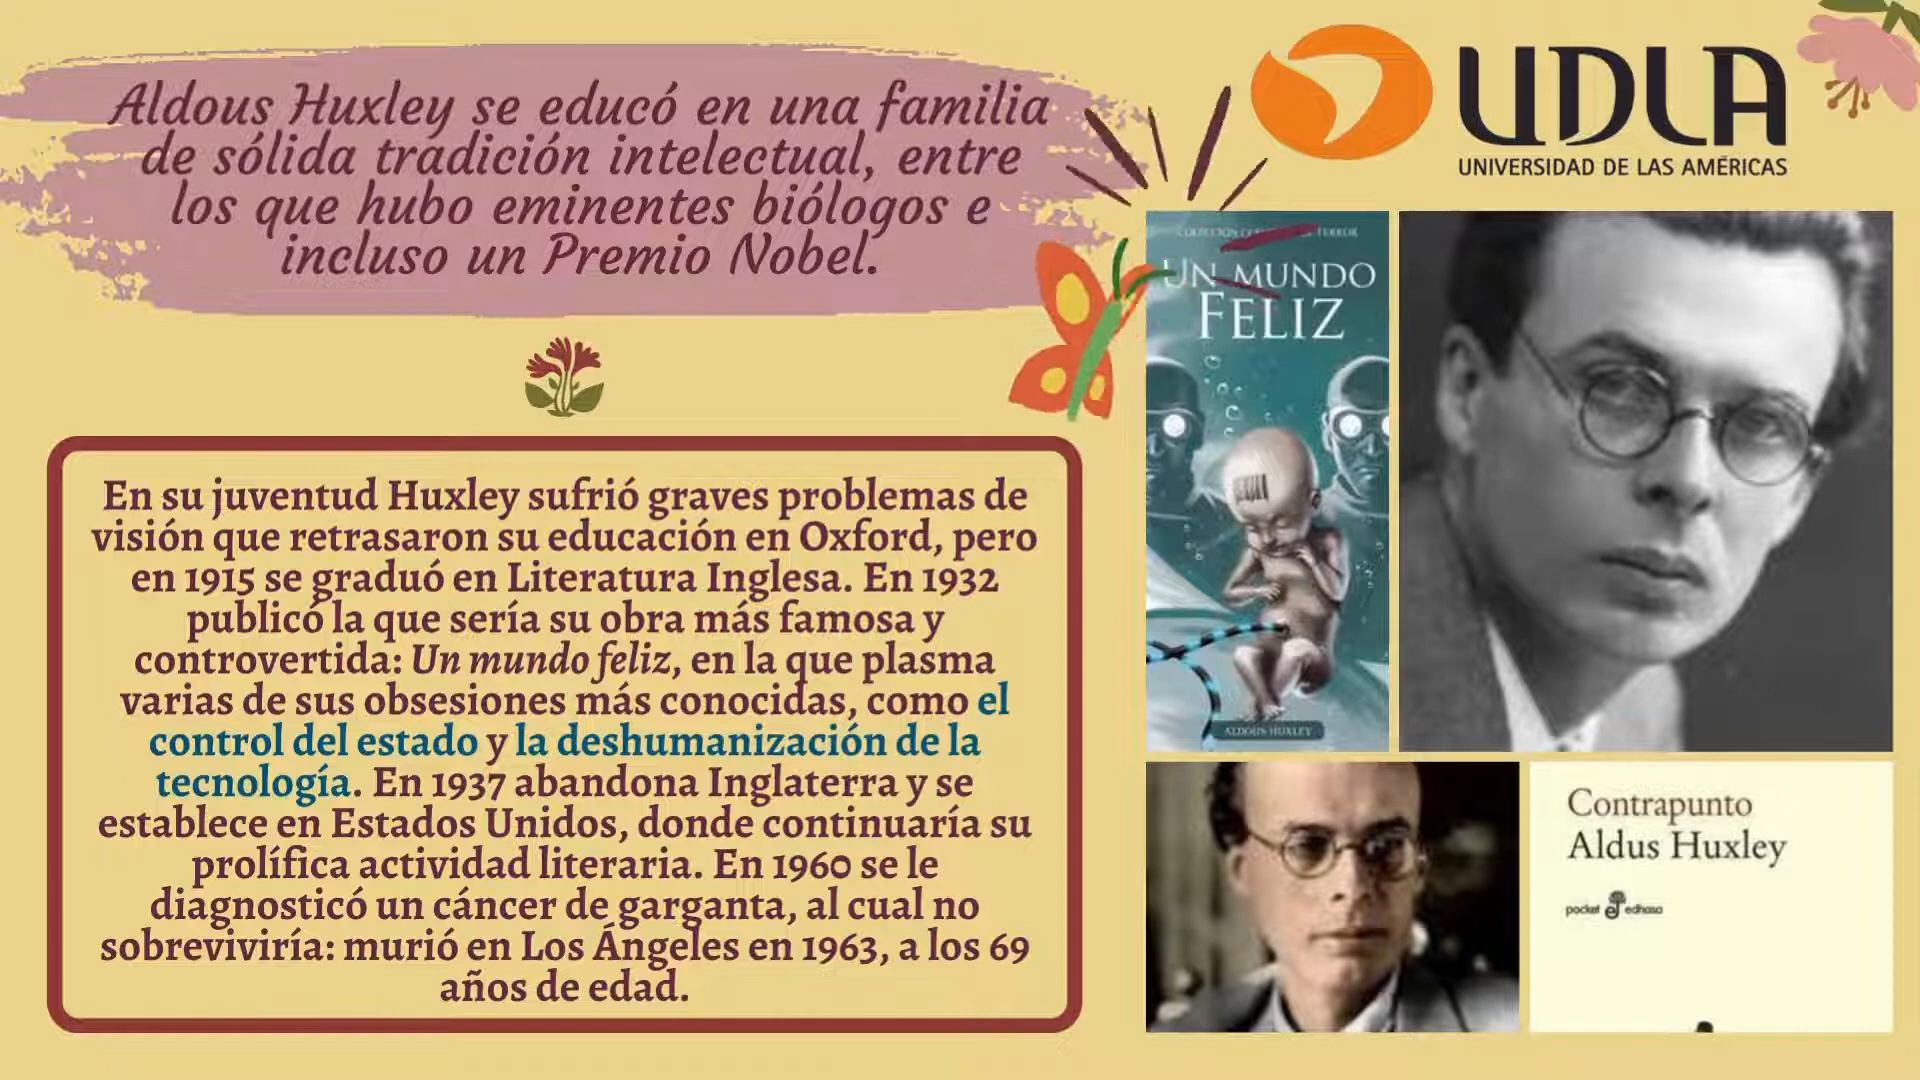 Aldous Huxley se educó en una familia
de sólida tradición intelectual, entre
los que hubo eminentes biólogos e
incluso un Premio Nobel.
UDLA
UNIVERSIDAD DE LAS AMÉRICAS
En su juventud Huxley sufrió graves problemas de
visión que retrasaron su educación en Oxford, pero
en 1915 se graduó en Literatura Inglesa. En 1932
publicó la que sería su obra más famosa y
controvertida: Un mundo feliz, en la que plasma
varias de sus obsesiones más conocidas, como el
control del estado y la deshumanización de la
tecnología. En 1937 abandona Inglaterra y se
establece en Estados Unidos, donde continuaría su
prolífica actividad literaria. En 1960 se le
diagnosticó un cáncer de garganta, al cual no
sobreviviría: murió en Los Ángeles en 1963, a los 69
años de edad.
COLECCIÓN TERROR
UN MUNDO
FELIZ
ALDOUS HUXLEY
Contrapunto
Aldus Huxley
pocket edhasa